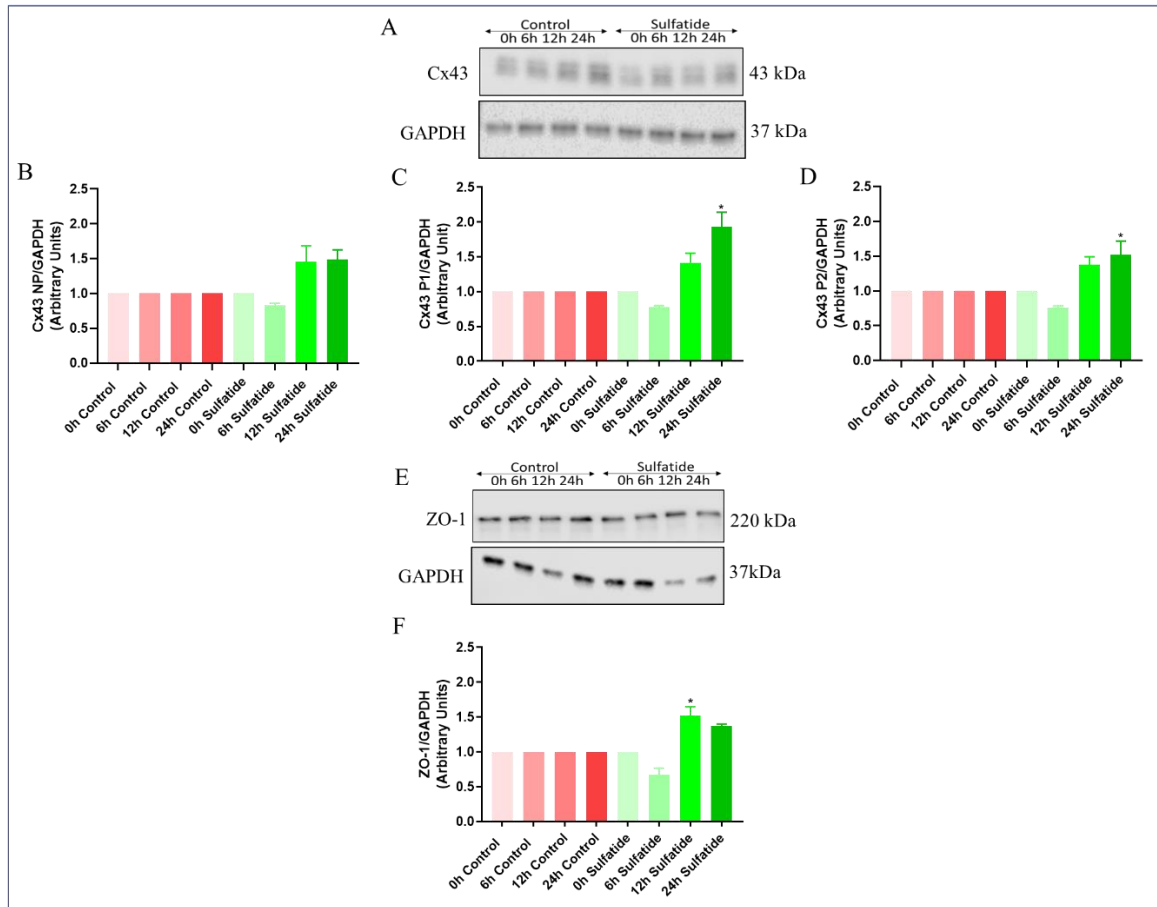 A
Control Sulfatide
0h 6h 12h 24h 0h 6h 12h 24h
Cx43 43 kDa
GAPDH 37 kDa
B
Cx43 NP/GAPDH
(Arbitrary Units)
2.5
2.0
1.5
1.0
0.5
0.0
0h Control
6h Control
12h Control
24h Control
0h Sulfatide
6h Sulfatide
12h Sulfatide
24h Sulfatide
C
Cx43 P1/GAPDH
(Arbitrary Unit)
2.5
2.0
1.5
1.0
0.5
0.0
*
0h Control
6h Control
12h Control
24h Control
0h Sulfatide
6h Sulfatide
12h Sulfatide
24h Sulfatide
D
Cx43 P2/GAPDH
(Arbitrary Units)
2.5
2.0
1.5
1.0
0.5
0.0
*
0h Control
6h Control
12h Control
24h Control
0h Sulfatide
6h Sulfatide
12h Sulfatide
24h Sulfatide
E
Control Sulfatide
0h 6h 12h 24h 0h 6h 12h 24h
ZO-1 220 kDa
GAPDH 37kDa
F
ZO-1/GAPDH
(Arbitrary Units)
2.5
2.0
1.5
1.0
0.5
0.0
*
0h Control
6h Control
12h Control
24h Control
0h Sulfatide
6h Sulfatide
12h Sulfatide
24h Sulfatide